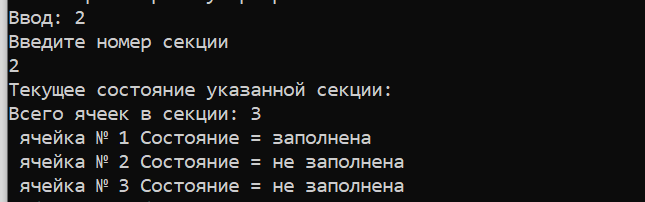 Ввод: 2
Введите номер секции
2
Текущее состояние указанной секции:
Всего ячеек в секции: 3
ячейка № 1 Состояние = заполнена
ячейка № 2 Состояние = не заполнена
ячейка № 3 Состояние = не заполнена